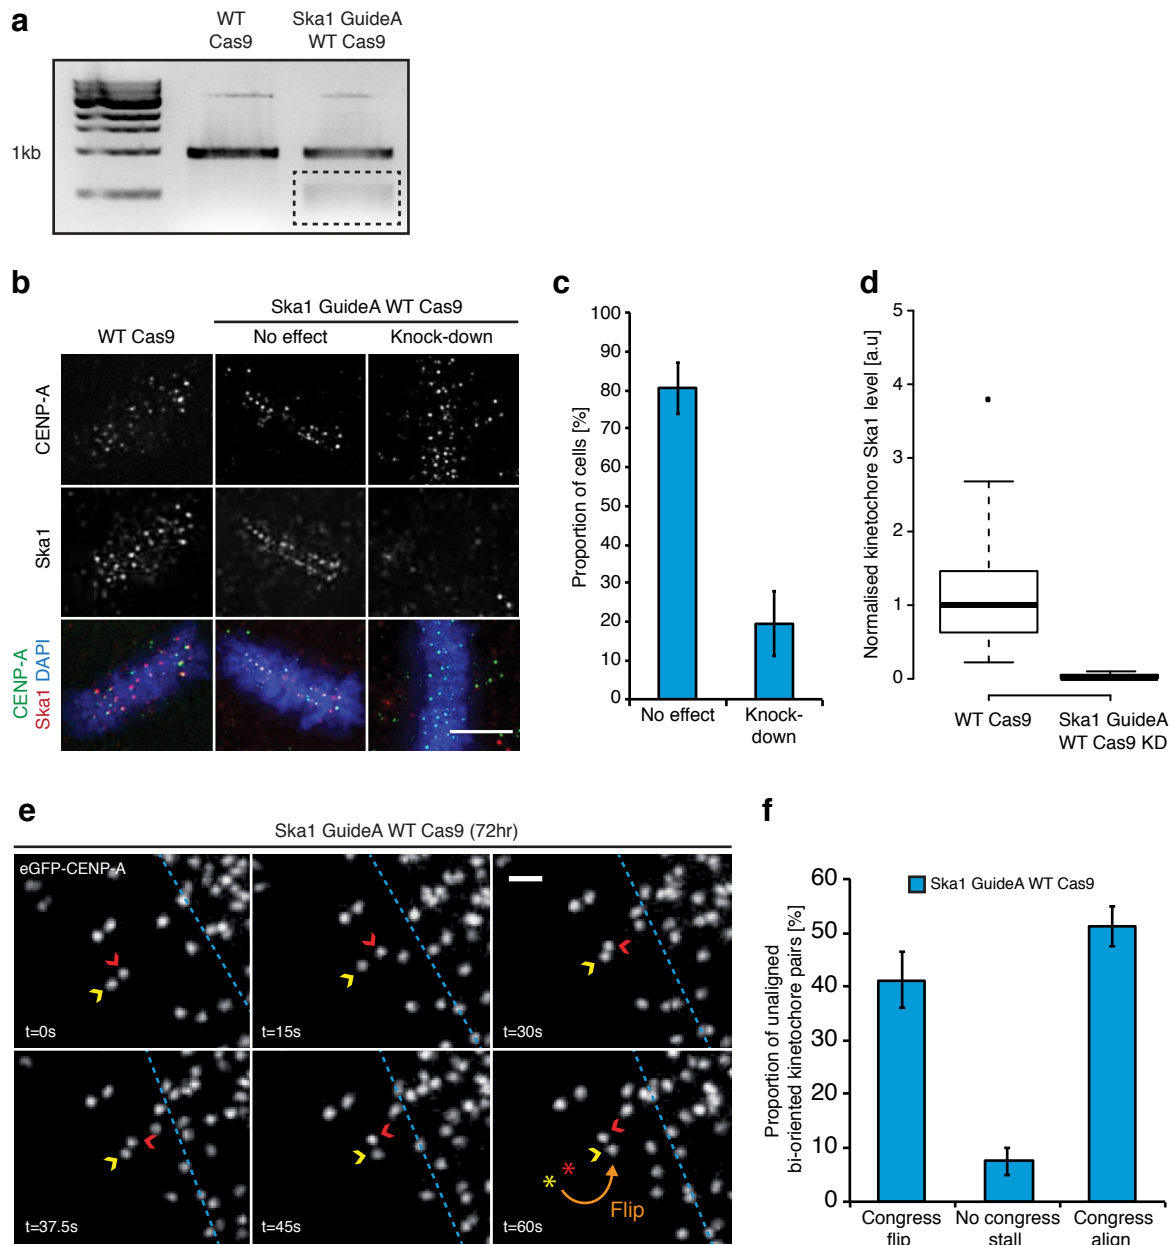 a
WT
Cas9
Ska1 GuideA
WT Cas9
1kb
b
Ska1 GuideA WT Cas9
WT Cas9
No effect
Knock-down
CENP-A
Ska1
CENP-A
Ska1 DAPI
c
Proportion of cells [%]
100
90
80
70
60
50
40
30
20
10
0
No effect
Knock-
down
d
Normalised kinetochore Ska1 level [a.u]
5
4
3
2
1
0
WT Cas9
Ska1 GuideA
WT Cas9 KD
e
Ska1 GuideA WT Cas9 (72hr)
eGFP-CENP-A
t=0s
t=15s
t=30s
t=37.5s
t=45s
t=60s
* *
Flip
f
Ska1 GuideA WT Cas9
Proportion of unaligned
bi-oriented kinetochore pairs [%]
60
50
40
30
20
10
0
Congress
flip
No congress
stall
Congress
align